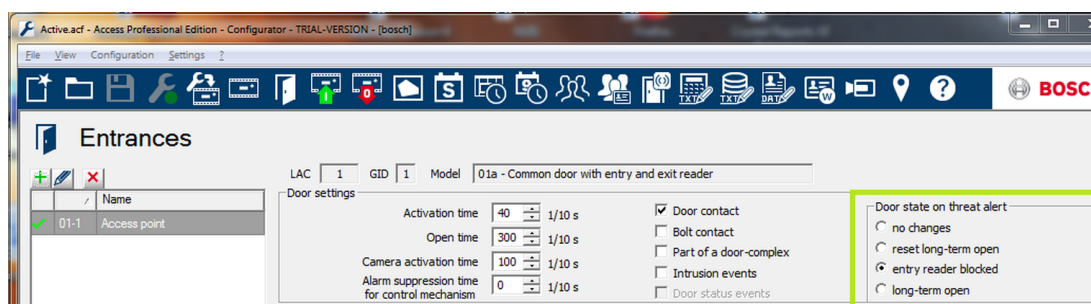 Active.acf - Access Professional Edition - Configurator - TRIAL-VERSION - [bosch]
File View Configuration Settings ?
BOSC
Entrances
LAC 1 GID 1 Model 01a - Common door with entry and exit reader
Name
01-1 Access point
Door settings
Activation time 40 1/10 s
Open time 300 1/10 s
Camera activation time 100 1/10 s
Alarm suppression time
for control mechanism 0 1/10 s
Door contact
Bolt contact
Part of a door-complex
Intrusion events
Door status events
Door state on threat alert
no changes
reset long-term open
entry reader blocked
long-term open
S
TXT
TXT
DATA
W